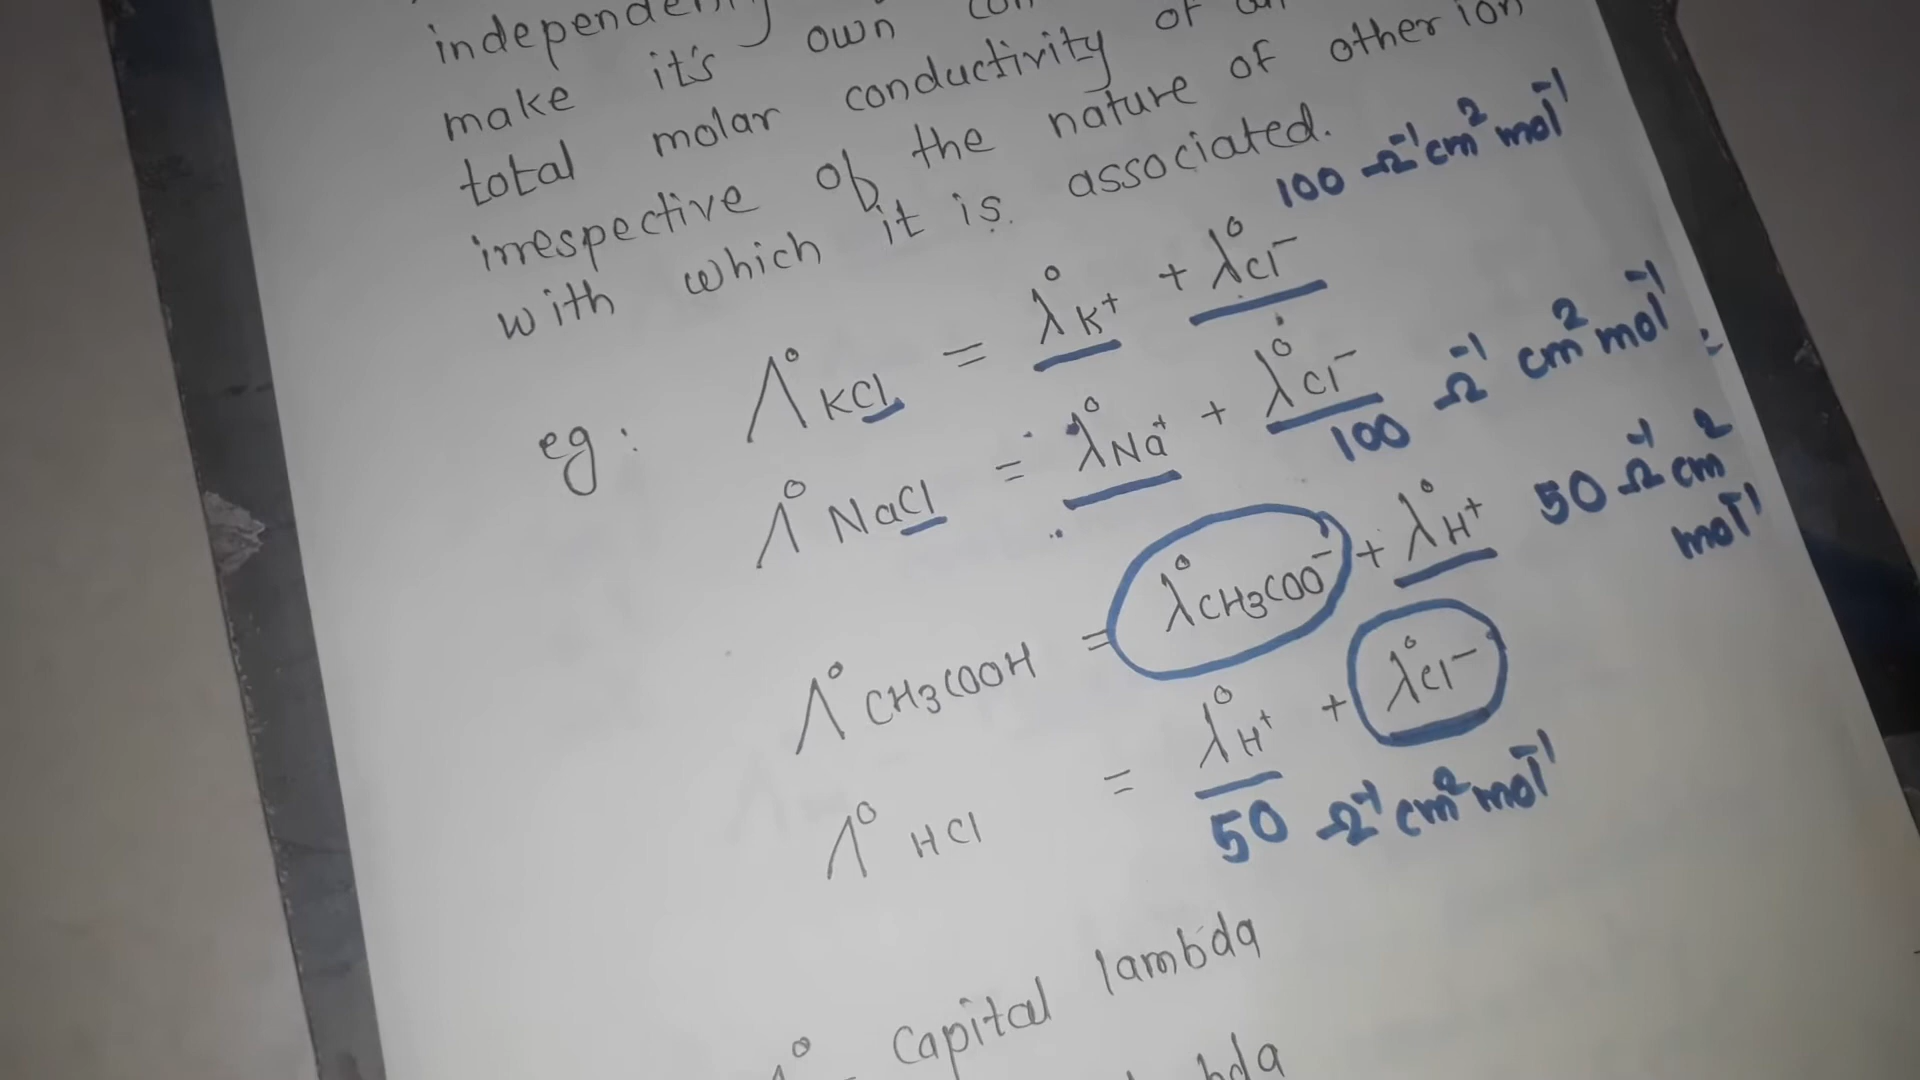 make it's own
total molar conductivity of
irrespective of the nature of other ion
with which it is associated.
100 Ω⁻¹ cm² mol⁻¹
eg: Λ° KCl = λ° K⁺ + λ° Cl⁻
Λ° NaCl = λ° Na⁺ + λ° Cl⁻
100 Ω⁻¹ cm² mol⁻¹
Λ° CH3COOH = λ° CH3COO⁻ + λ° H⁺ 50 Ω⁻¹ cm² mol⁻¹
Λ° HCl = λ° H⁺ + λ° Cl⁻
50 Ω⁻¹ cm² mol⁻¹
Λ° Capital lambda